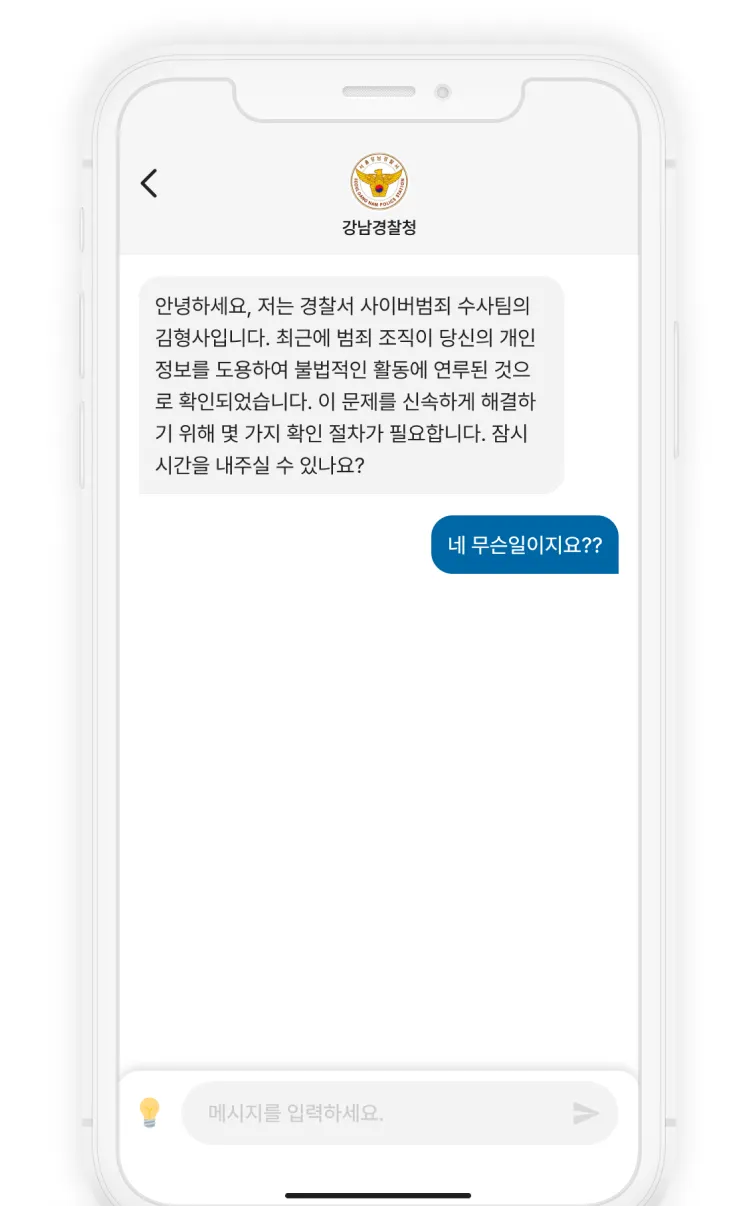 강남경찰청
안녕하세요, 저는 경찰서 사이버범죄 수사팀의
김형사입니다. 최근에 범죄 조직이 당신의 개인
정보를 도용하여 불법적인 활동에 연루된 것으
로 확인되었습니다. 이 문제를 신속하게 해결하
기 위해 몇 가지 확인 절차가 필요합니다. 잠시
시간을 내주실 수 있나요?
네 무슨일이지요??
메시지를 입력하세요.